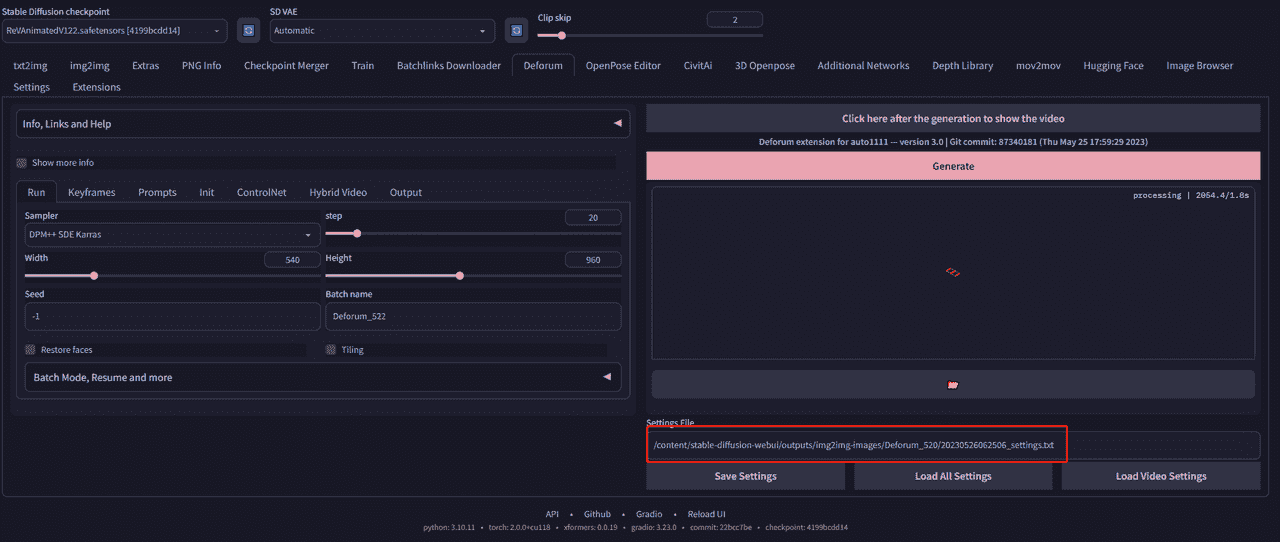 Stable Diffusion checkpoint
ReVAnimatedV122.safetensors [4199bcdd14]
SD VAE
Automatic
Clip skip
2
txt2img img2img Extras PNG Info Checkpoint Merger Train Batchlinks Downloader Deforum OpenPose Editor CivitAi 3D Openpose Additional Networks Depth Library mov2mov Hugging Face Image Browser
Settings Extensions
Info, Links and Help
Show more info
Run Keyframes Prompts Init ControlNet Hybrid Video Output
Sampler
DPM++ SDE Karras
step
20
Width
540
Height
960
Seed
-1
Batch name
Deforum_522
Restore faces
Tiling
Batch Mode, Resume and more
Click here after the generation to show the video
Deforum extension for auto1111 — version 3.0 | Git commit: 87340181 (Thu May 25 17:59:29 2023)
Generate
processing | 2054.4/1.8s
Settings File
/content/stable-diffusion-webui/outputs/img2img-images/Deforum_520/20230526062506_settings.txt
Save Settings Load All Settings Load Video Settings
API • Github • Gradio • Reload UI
python: 3.10.11 • torch: 2.0.0+cu118 • xformers: 0.0.19 • gradio: 3.23.0 • commit: 22bcc7be • checkpoint: 4199bcdd14